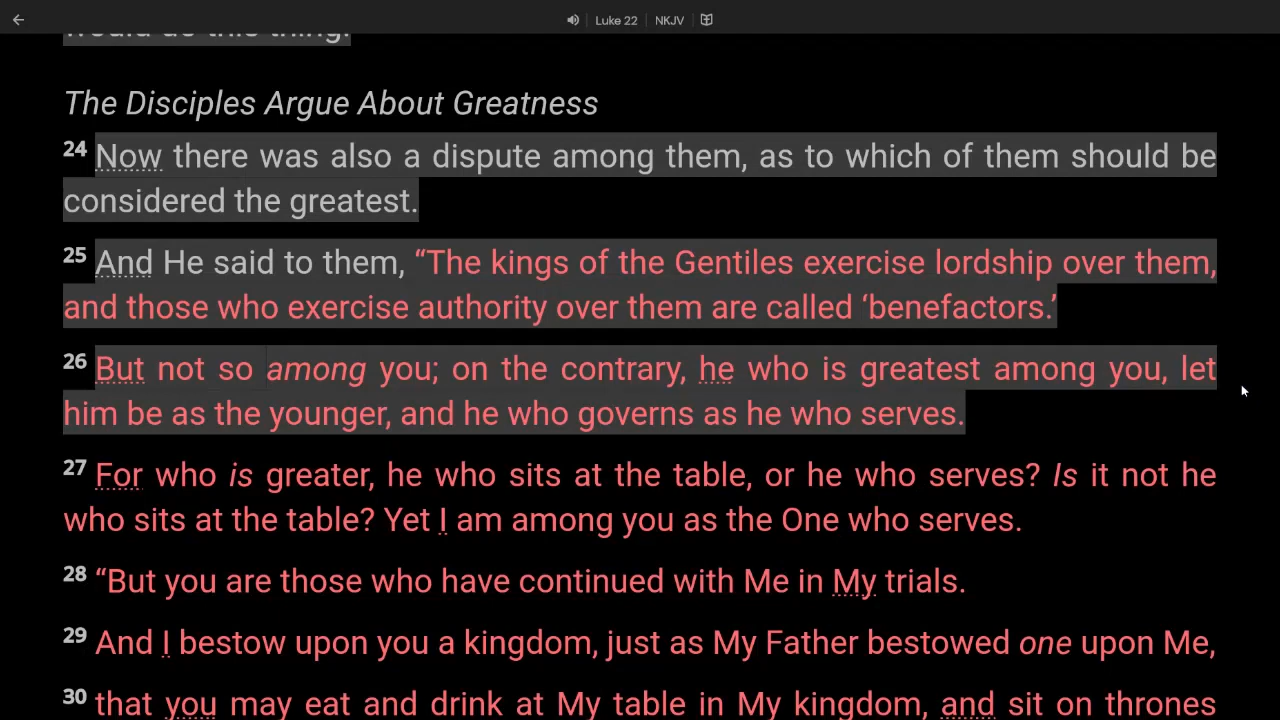 Luke 22 NKJV
would do this thing.
The Disciples Argue About Greatness
24 Now there was also a dispute among them, as to which of them should be
considered the greatest.
25 And He said to them, “The kings of the Gentiles exercise lordship over them,
and those who exercise authority over them are called ‘benefactors.’
26 But not so among you; on the contrary, he who is greatest among you, let
him be as the younger, and he who governs as he who serves.
27 For who is greater, he who sits at the table, or he who serves? Is it not he
who sits at the table? Yet I am among you as the One who serves.
28 “But you are those who have continued with Me in My trials.
29 And I bestow upon you a kingdom, just as My Father bestowed one upon Me,
30 that you may eat and drink at My table in My kingdom, and sit on thrones